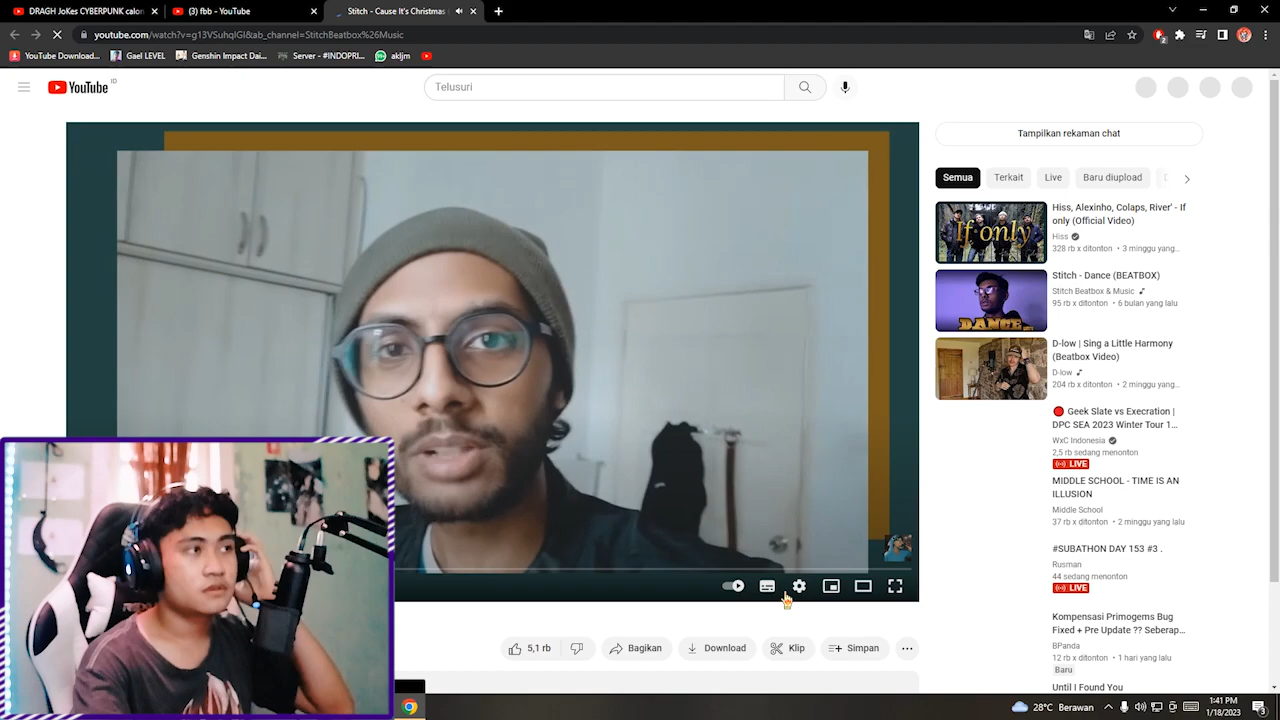 DRAGH JoKes CYBERPUNK calon
(3) fbb - YouTube
Stitch - Cause It's Christmas
youtube.com/watch?v=g13VSuhqIGI&ab_channel=StitchBeatbox%26Music
YouTube Download...
Gael LEVEL
Genshin Impact Dai...
Server - #INDOPRI...
akljm
YouTube
ID
Telusuri
Tampilkan rekaman chat
Semua
Terkait
Live
Baru diupload
If only
Hiss, Alexinho, Colaps, River' - If
only (Official Video)
Hiss
328 rb x ditonton • 3 minggu yang...
DANCE
Stitch - Dance (BEATBOX)
Stitch Beatbox & Music
95 rb x ditonton • 6 bulan yang lalu
D-low | Sing a Little Harmony
(Beatbox Video)
D-low
204 rb x ditonton • 2 minggu yang...
Geek Slate vs Execration |
DPC SEA 2023 Winter Tour 1...
WxC Indonesia
2,5 rb sedang menonton
LIVE
MIDDLE SCHOOL - TIME IS AN
ILLUSION
Middle School
37 rb x ditonton • 2 minggu yang lalu
#SUBATHON DAY 153 #3 .
Rusman
44 sedang menonton
LIVE
Kompensasi Primogems Bug
Fixed + Pre Update ?? Seberap...
BPanda
12 rb x ditonton • 1 hari yang lalu
Baru
Until I Found You
5,1 rb
Bagikan
Download
Klip
Simpan
28°C Berawan
1:41 PM
1/18/2023